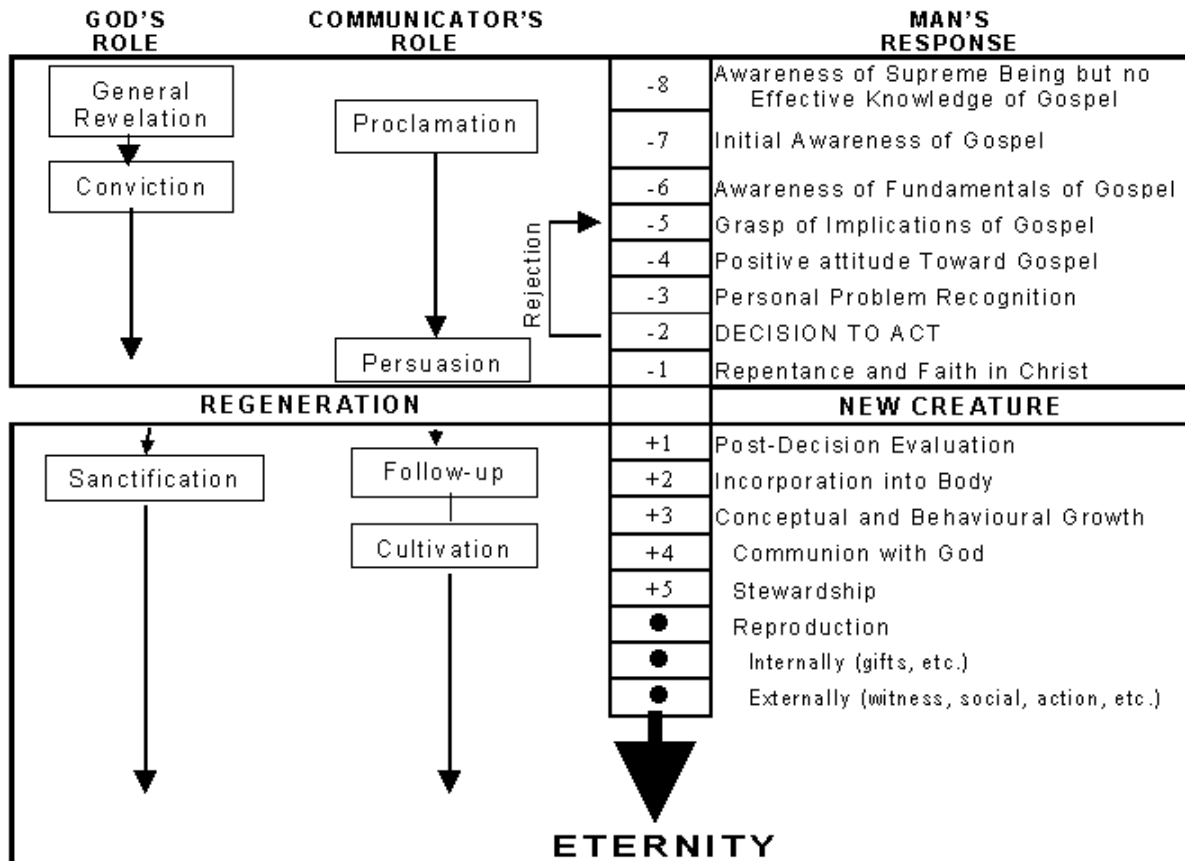 GOD'S
ROLE
COMMUNICATOR'S
ROLE
MAN'S
RESPONSE
General
Revelation
Conviction
Proclamation
Persuasion
Rejection
-8 Awareness of Supreme Being but no
Effective Knowledge of Gospel
-7 Initial Awareness of Gospel
-6 Awareness of Fundamentals of Gospel
-5 Grasp of Implications of Gospel
-4 Positive attitude Toward Gospel
-3 Personal Problem Recognition
-2 DECISION TO ACT
-1 Repentance and Faith in Christ
REGENERATION
NEW CREATURE
Sanctification
Follow-up
Cultivation
+1 Post-Decision Evaluation
+2 Incorporation into Body
+3 Conceptual and Behavioural Growth
+4 Communion with God
+5 Stewardship
Reproduction
Internally (gifts, etc.)
Externally (witness, social, action, etc.)
ETERNITY